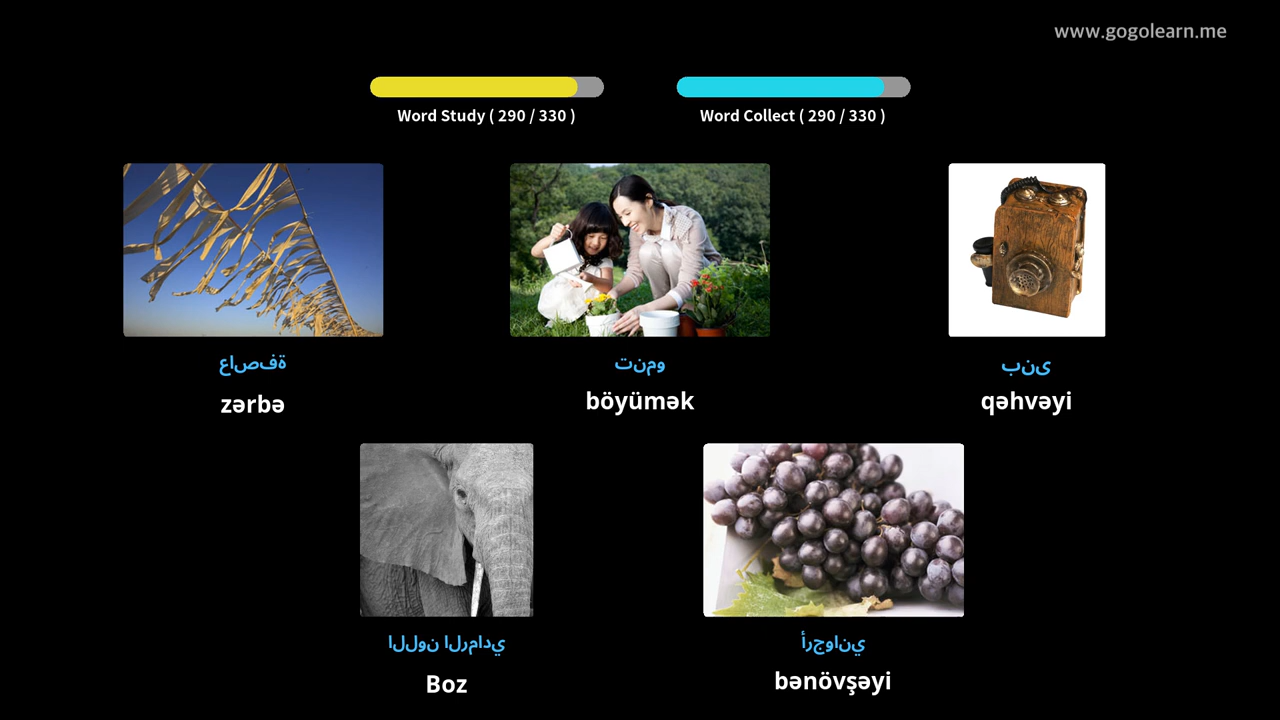 www.gogolearn.me
Word Study ( 290 / 330 )
Word Collect ( 290 / 330 )
عاصفة
zərbə
تنمو
böyümək
بنى
qəhvəyi
اللون الرمادي
Boz
أرجواني
bənövşəyi